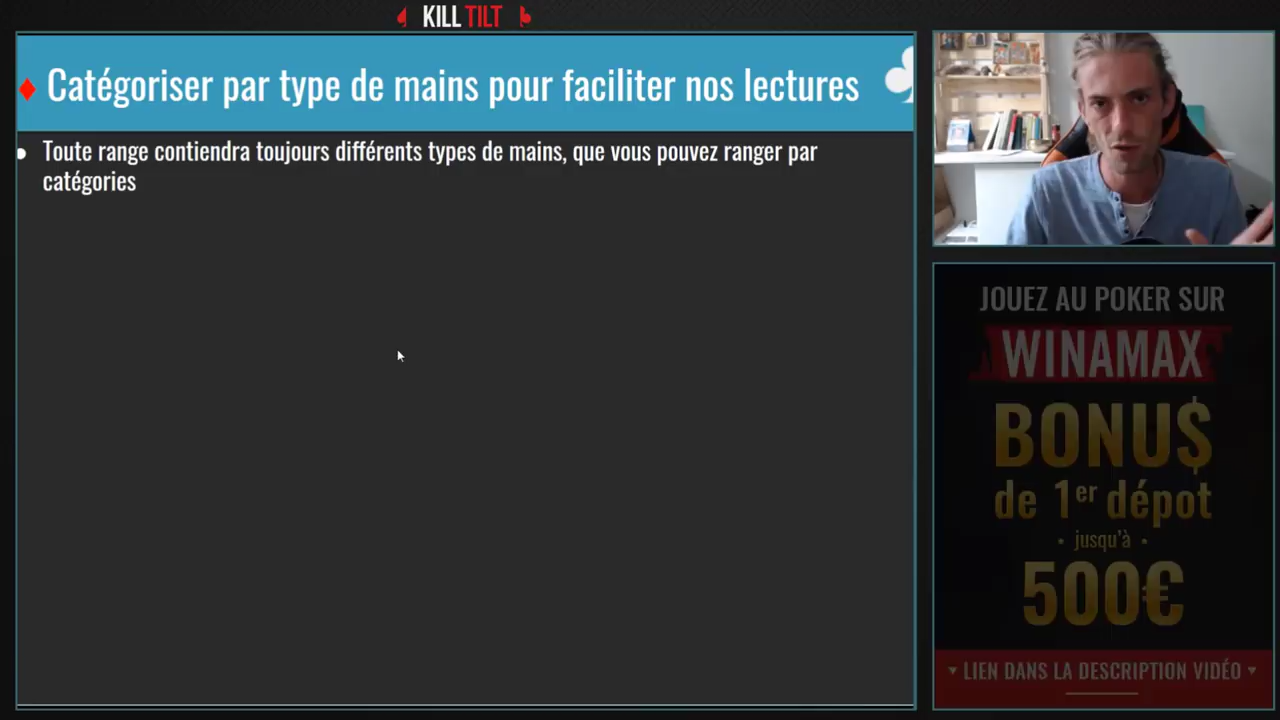 KILL TILT
Catégoriser par type de mains pour faciliter nos lectures
Toute range contiendra toujours différents types de mains, que vous pouvez ranger par
catégories
JOUEZ AU POKER SUR
WINAMAX
BONU$
de 1er dépot
• jusqu'à •
500€
▼ LIEN DANS LA DESCRIPTION VIDÉO ▼